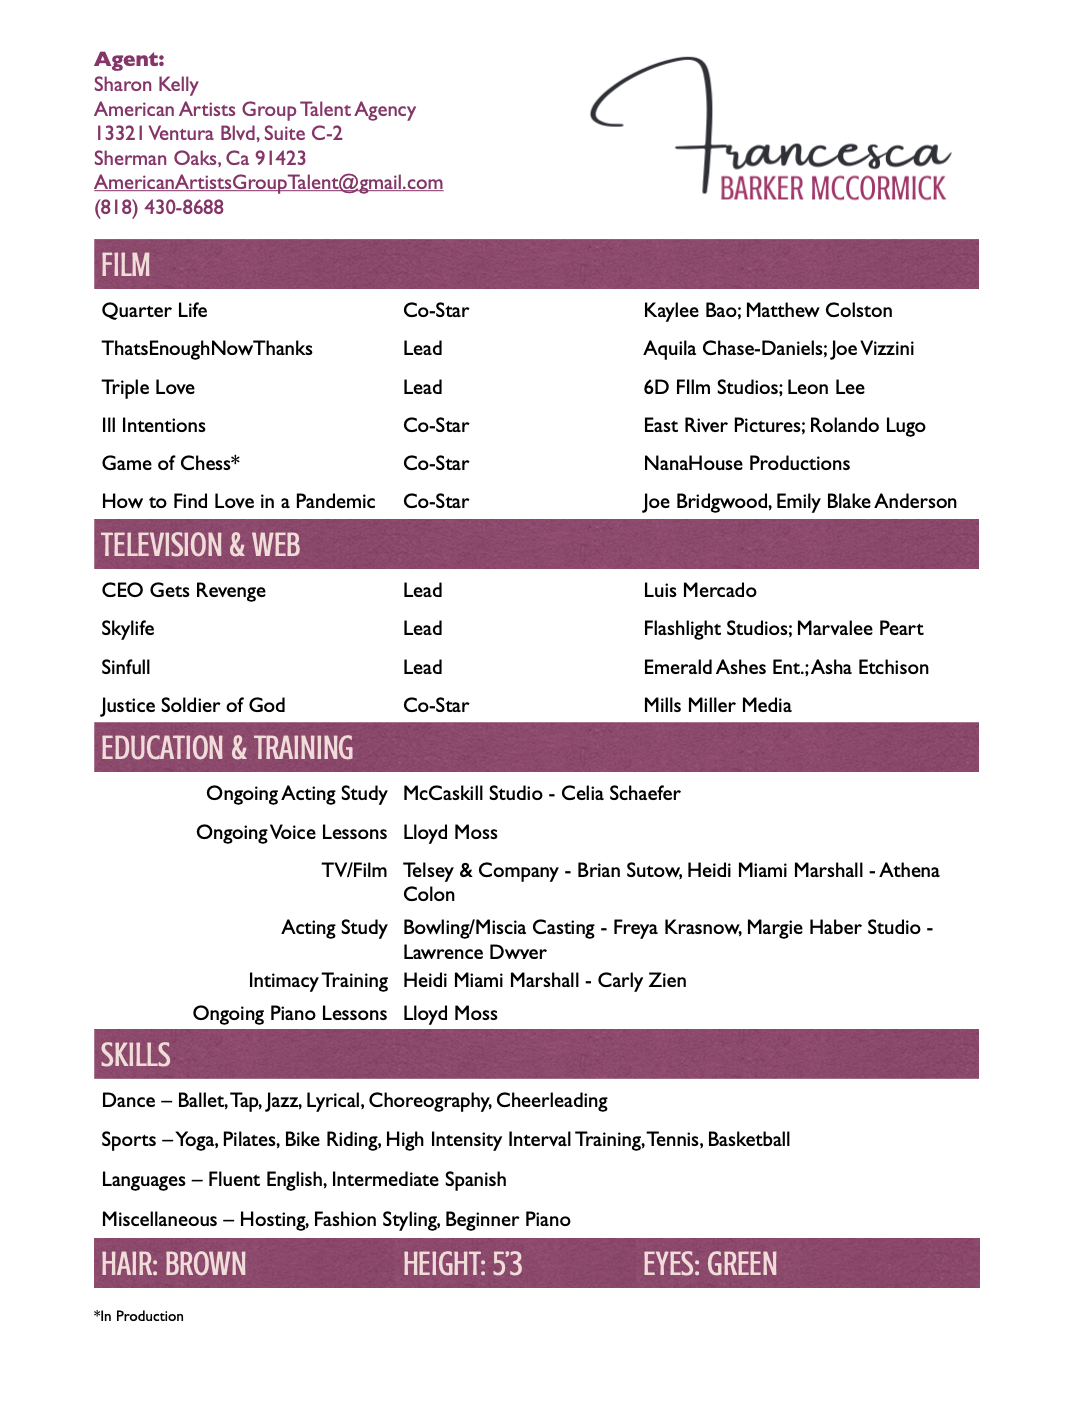 Agent:
Sharon Kelly
American Artists Group Talent Agency
13321 Ventura Blvd, Suite C-2
Sherman Oaks, Ca 91423
AmericanArtistsGroupTalent@gmail.com
(818) 430-8688
Francesca
BARKER MCCORMICK
FILM
Quarter Life Co-Star Kaylee Bao; Matthew Colston
ThatsEnoughNowThanks Lead Aquila Chase-Daniels; Joe Vizzini
Triple Love Lead 6D FIlm Studios; Leon Lee
Ill Intentions Co-Star East River Pictures; Rolando Lugo
Game of Chess* Co-Star NanaHouse Productions
How to Find Love in a Pandemic Co-Star Joe Bridgwood, Emily Blake Anderson
TELEVISION & WEB
CEO Gets Revenge Lead Luis Mercado
Skylife Lead Flashlight Studios; Marvalee Peart
Sinfull Lead Emerald Ashes Ent.; Asha Etchison
Justice Soldier of God Co-Star Mills Miller Media
EDUCATION & TRAINING
Ongoing Acting Study McCaskill Studio - Celia Schaefer
Ongoing Voice Lessons Lloyd Moss
TV/Film Telsey & Company - Brian Sutow, Heidi Miami Marshall - Athena
Colon
Acting Study Bowling/Miscia Casting - Freya Krasnow, Margie Haber Studio -
Lawrence Dwyer
Intimacy Training Heidi Miami Marshall - Carly Zien
Ongoing Piano Lessons Lloyd Moss
SKILLS
Dance – Ballet, Tap, Jazz, Lyrical, Choreography, Cheerleading
Sports – Yoga, Pilates, Bike Riding, High Intensity Interval Training, Tennis, Basketball
Languages – Fluent English, Intermediate Spanish
Miscellaneous – Hosting, Fashion Styling, Beginner Piano
HAIR: BROWN HEIGHT: 5’3 EYES: GREEN
*In Production